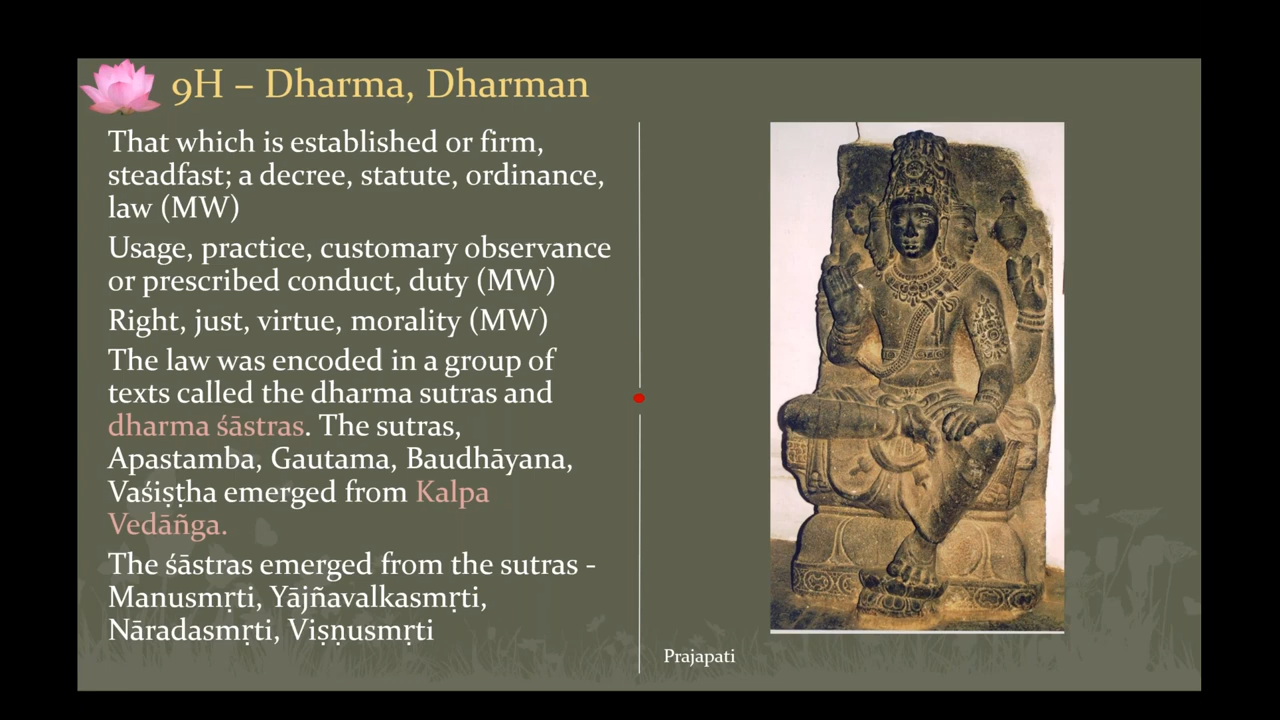 9H – Dharma, Dharman
That which is established or firm,
steadfast; a decree, statute, ordinance,
law (MW)
Usage, practice, customary observance
or prescribed conduct, duty (MW)
Right, just, virtue, morality (MW)
The law was encoded in a group of
texts called the dharma sutras and
dharma śāstras. The sutras,
Apastamba, Gautama, Baudhāyana,
Vaśiṣṭha emerged from Kalpa
Vedāñga.
The śāstras emerged from the sutras -
Manusmṛti, Yājñavalkasmṛti,
Nāradasmṛti, Viṣṇusmṛti
Prajapati